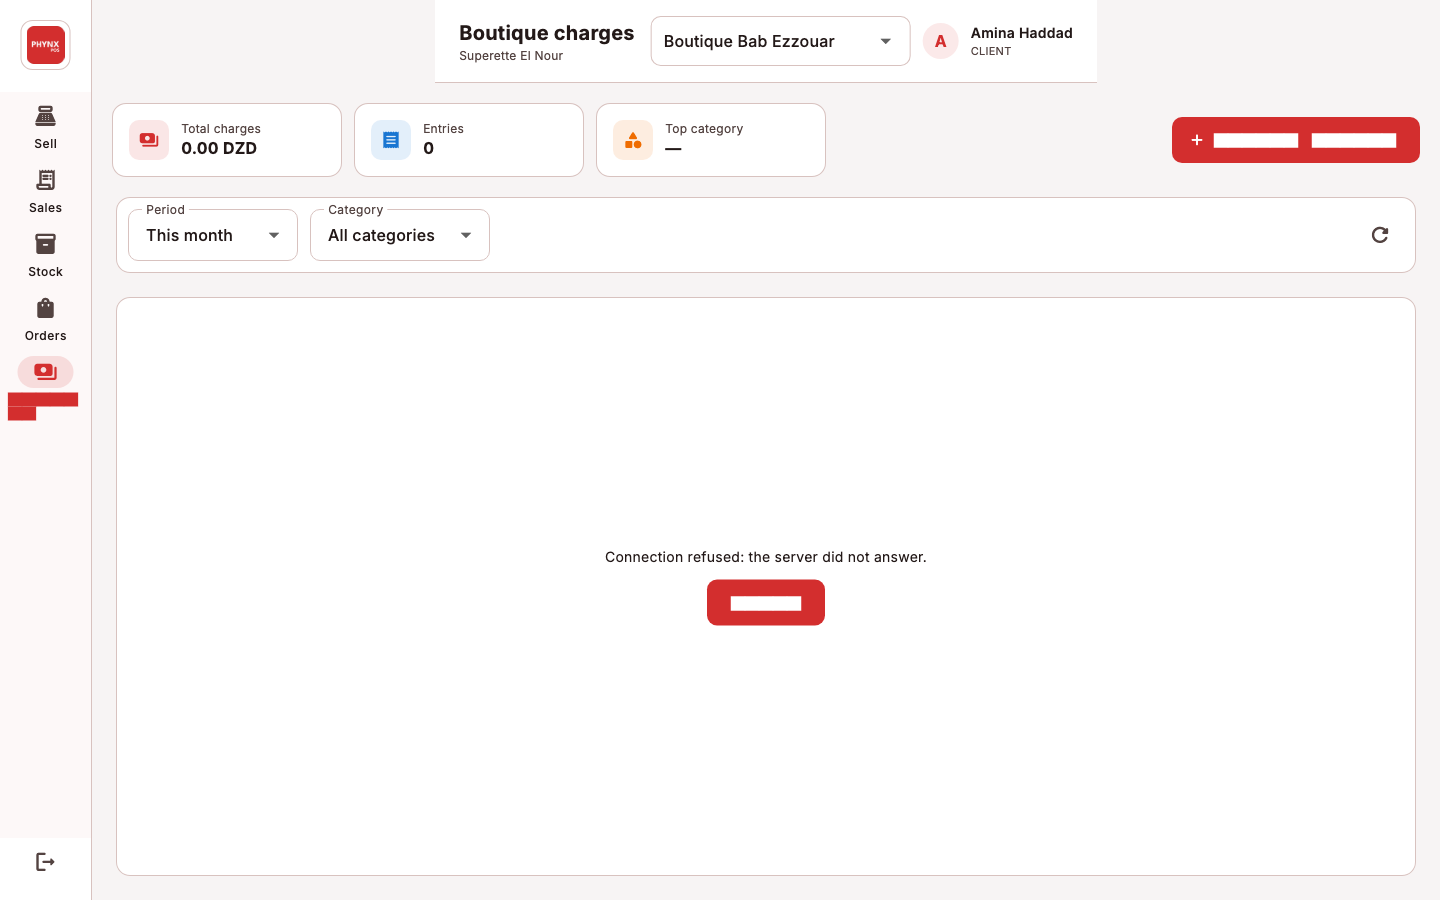 PHYNX
POS
Boutique charges
Superette El Nour
Boutique Bab Ezzouar
A
Amina Haddad
CLIENT
Sell
Sales
Stock
Orders
Total charges
0.00 DZD
Entries
0
Top category
—
+
Period
This month
Category
All categories
Connection refused: the server did not answer.